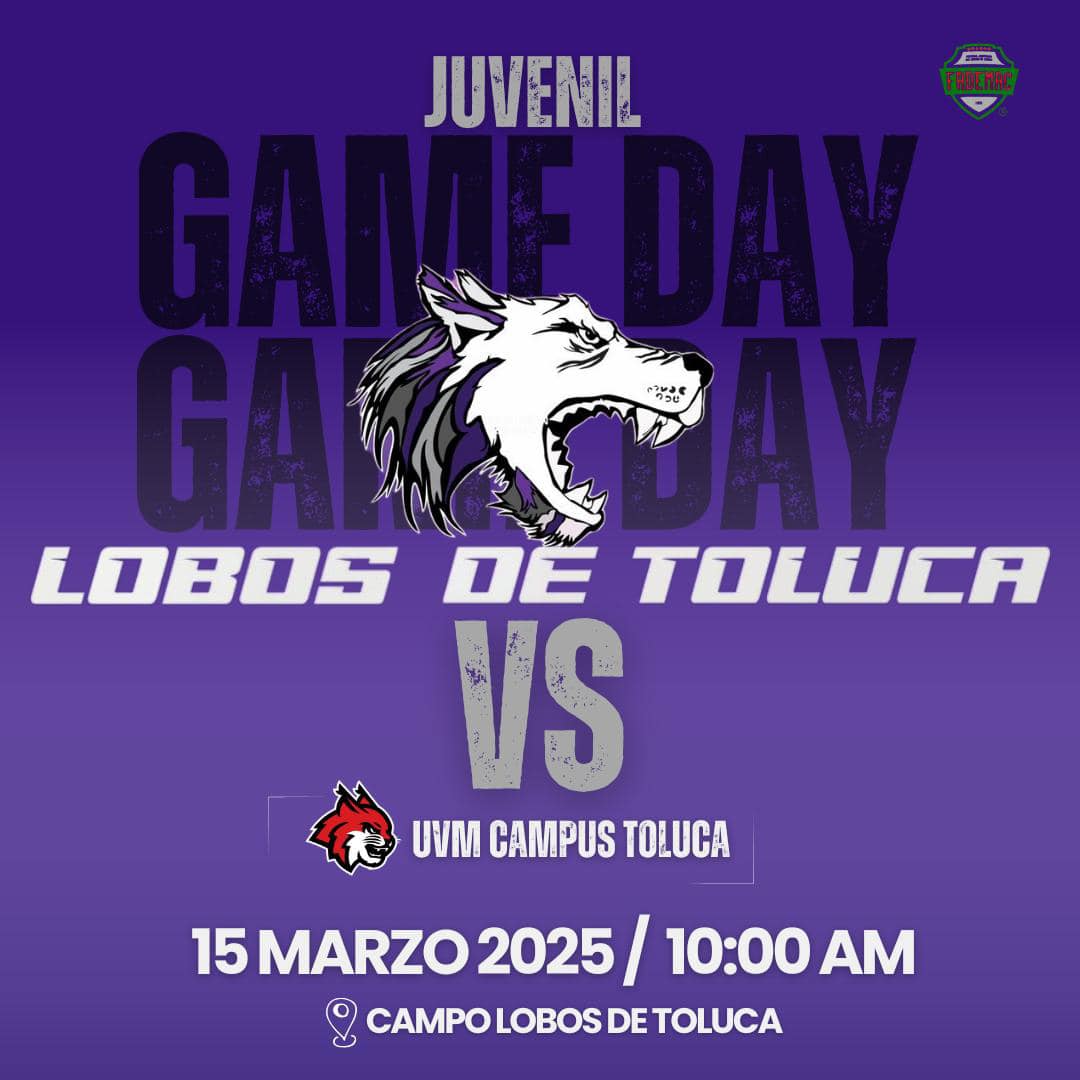 JUVENIL
FADEMAC
GAME DAY
GAME DAY
LOBOS DE TOLUCA
VS
UVM CAMPUS TOLUCA
15 MARZO 2025 / 10:00 AM
CAMPO LOBOS DE TOLUCA